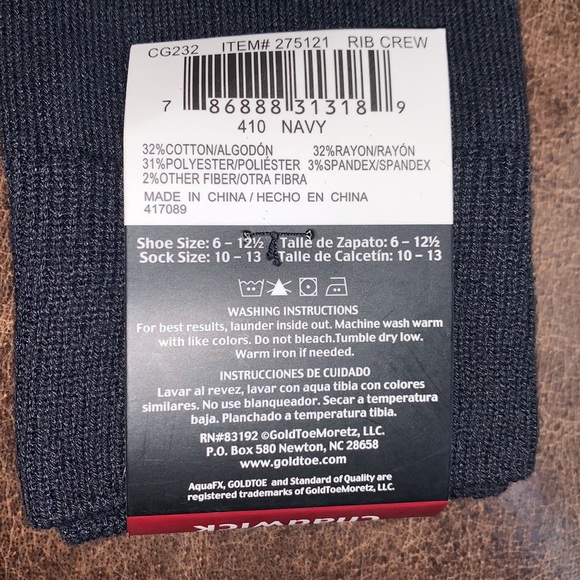 CG232 ITEM# 275121 RIB CREW
7 86888 31318 9
410 NAVY
32%COTTON/ALGODÓN 32%RAYON/RAYÓN
31%POLYESTER/POLIÉSTER 3%SPANDEX/SPANDEX
2%OTHER FIBER/OTRA FIBRA
MADE IN CHINA/HECHO EN CHINA
417089
Shoe Size: 6 – 12½ Talle de Zapato: 6 – 12½
Sock Size: 10 – 13 Talle de Calcetín: 10 – 13
WASHING INSTRUCTIONS
For best results, launder inside out. Machine wash warm
with like colors. Do not bleach.Tumble dry low.
Warm iron if needed.
INSTRUCCIONES DE CUIDADO
Lavar al revez, lavar con aqua tibia con colores
similares. No use blanqueador. Secar a temperatura
baja. Planchado a temperatura tibia.
RN#83192 ©GoldToeMoretz, LLC.
P.O. Box 580 Newton, NC 28658
www.goldtoe.com
AquaFX, GOLDTOE and Standard of Quality are
registered trademarks of GoldToeMoretz, LLC.
Chadwick